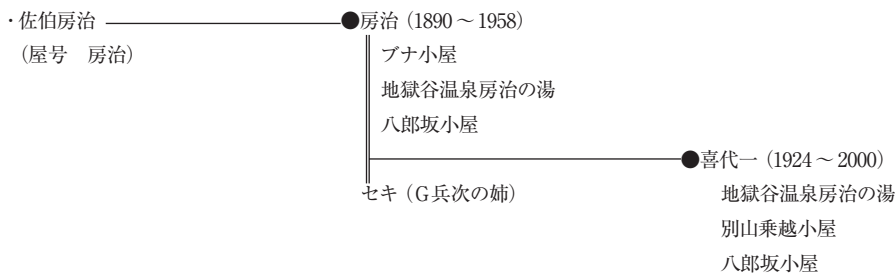 ・佐伯房治 ●房治 (1890～1958)
(屋号　房治)
ブナ小屋
地獄谷温泉房治の湯
八郎坂小屋
●喜代一 (1924～2000)
セキ (G兵次の姉)
地獄谷温泉房治の湯
別山乗越小屋
八郎坂小屋